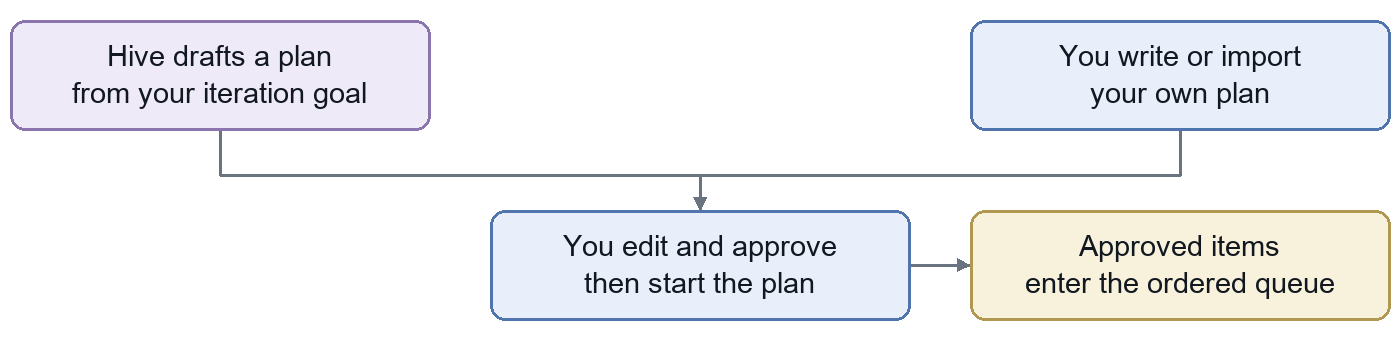 Hive drafts a plan
from your iteration goal
You write or import
your own plan
You edit and approve
then start the plan
Approved items
enter the ordered queue